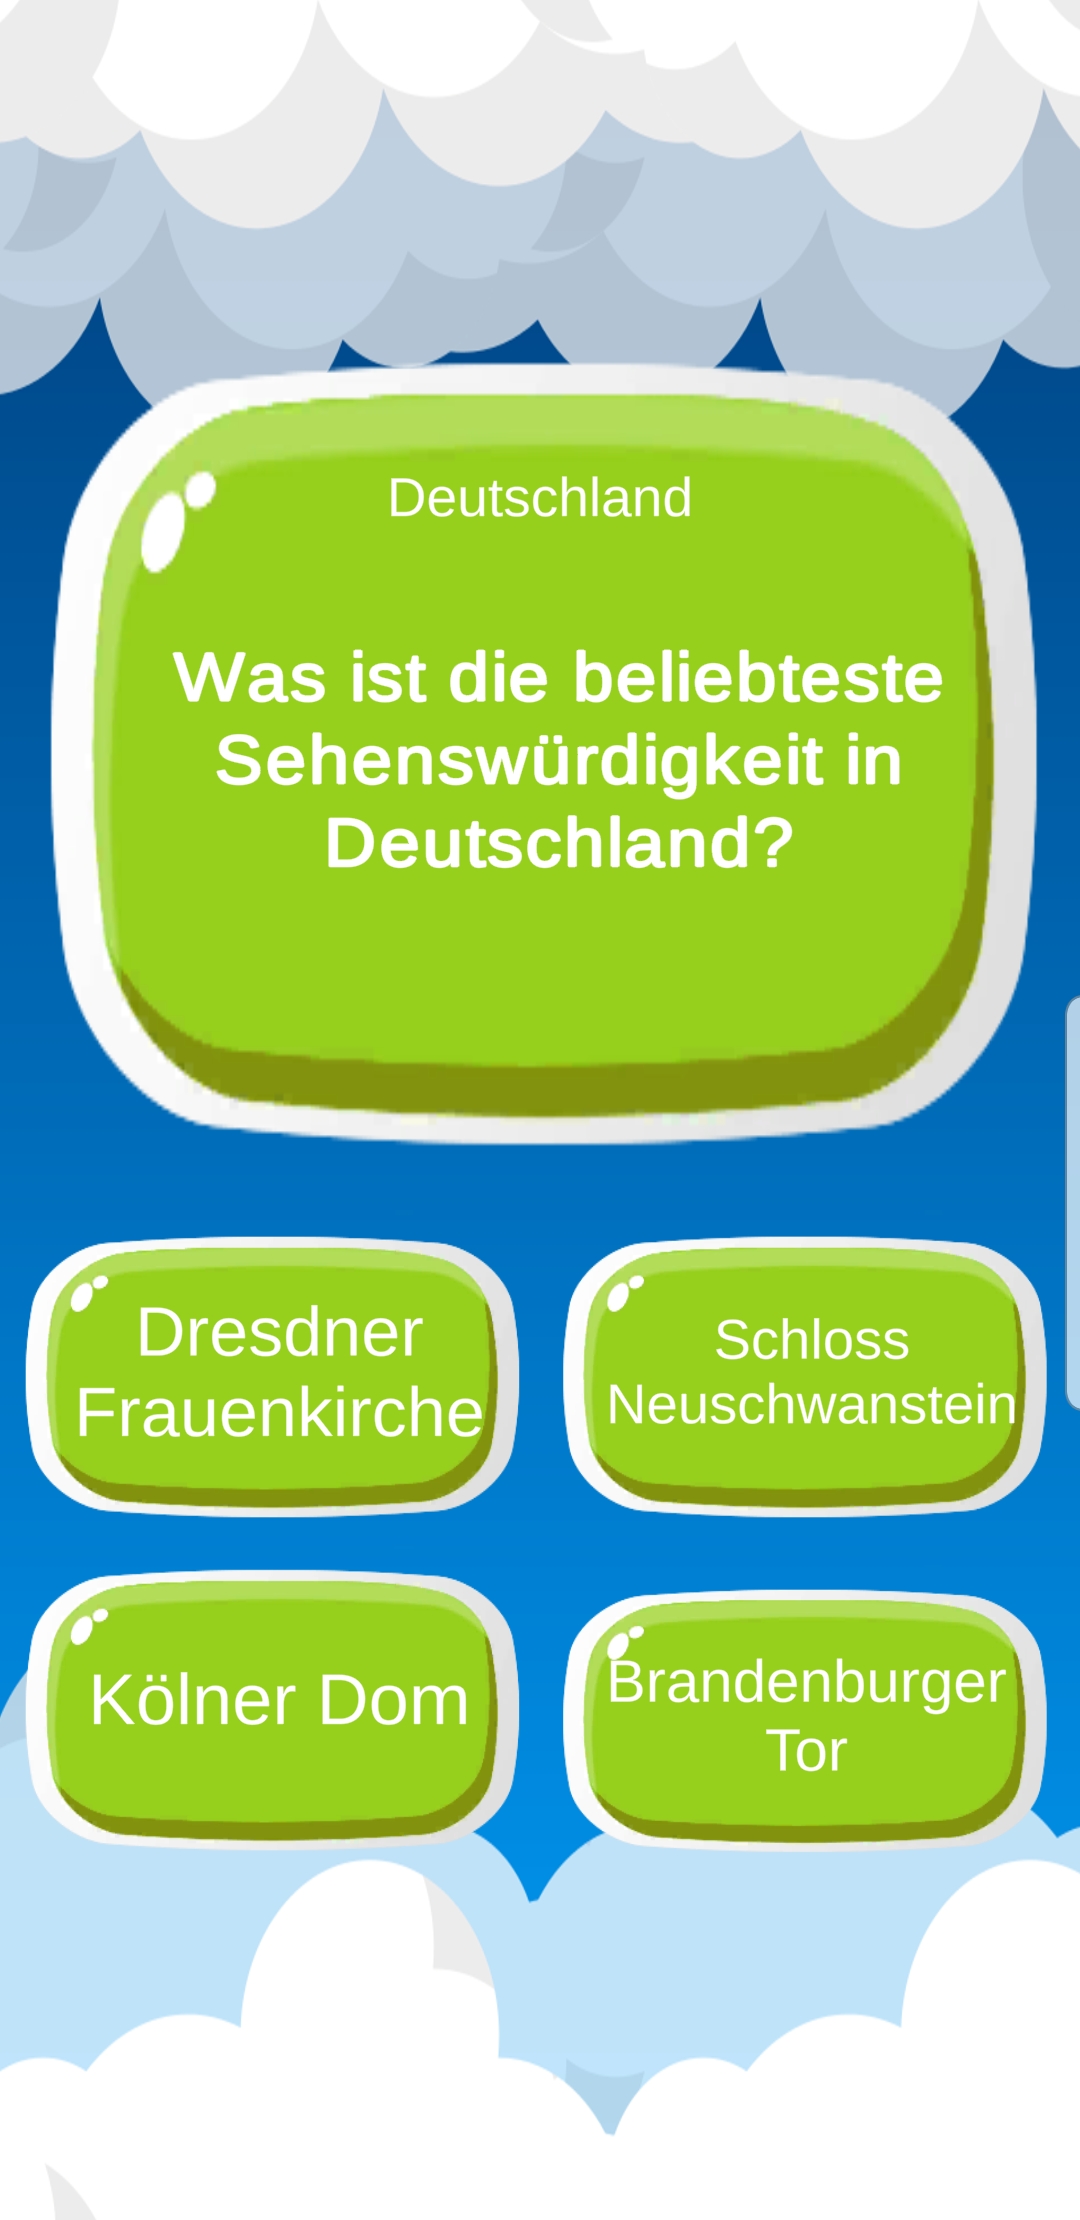 Deutschland
Was ist die beliebteste
Sehenswürdigkeit in
Deutschland?
Dresdner
Frauenkirche
Schloss
Neuschwanstein
Kölner Dom
Brandenburger
Tor